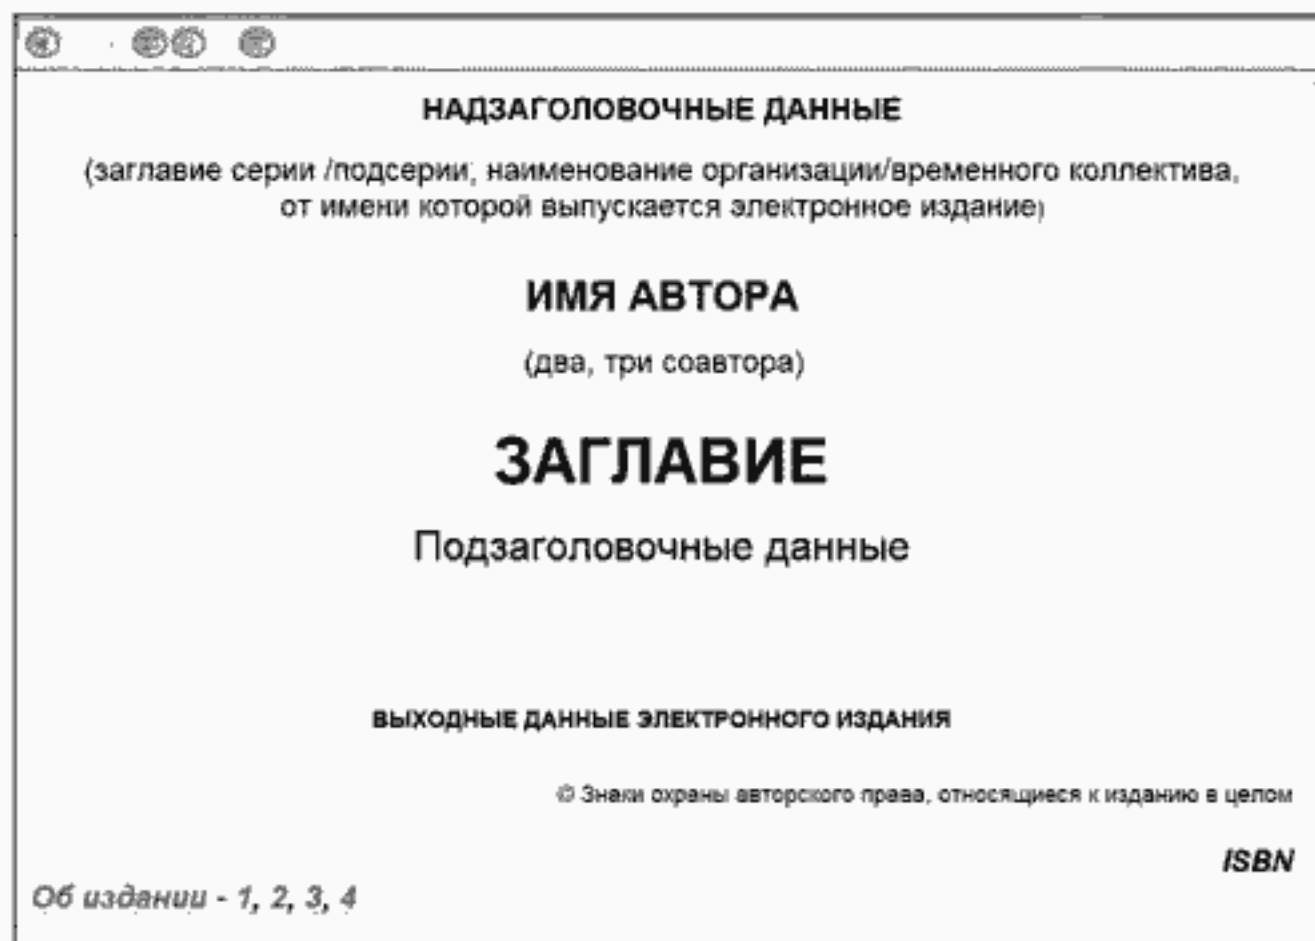 НАДЗАГОЛОВОЧНЫЕ ДАННЫЕ
(заглавие серии /подсерии; наименование организации/временного коллектива,
от имени которой выпускается электронное издание)
ИМЯ АВТОРА
(два, три соавтора)
ЗАГЛАВИЕ
Подзаголовочные данные
ВЫХОДНЫЕ ДАННЫЕ ЭЛЕКТРОННОГО ИЗДАНИЯ
© Знаки охраны авторского права, относящиеся к изданию в целом
ISBN
Об издании - 1, 2, 3, 4